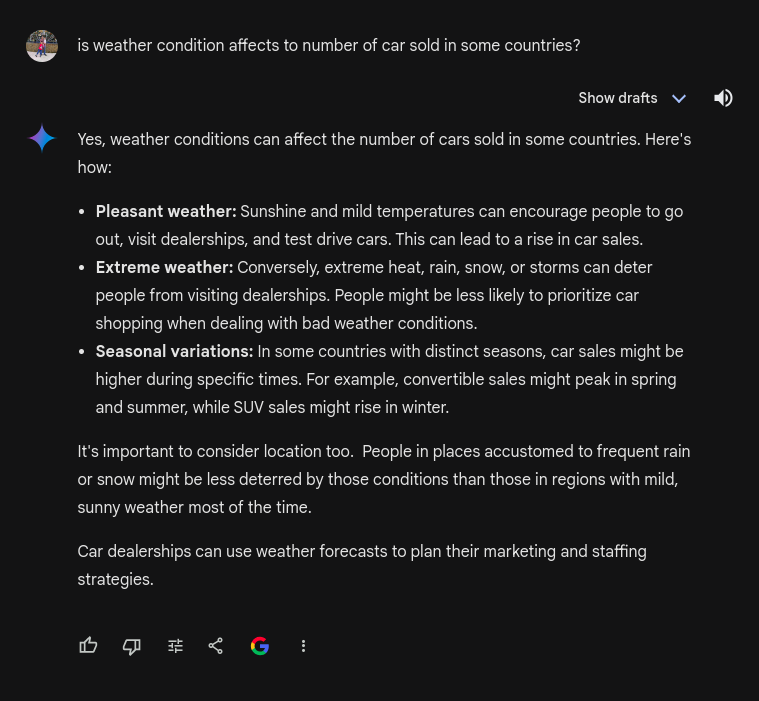 is weather condition affects to number of car sold in some countries?
Show drafts
Yes, weather conditions can affect the number of cars sold in some countries. Here's
how:
• Pleasant weather: Sunshine and mild temperatures can encourage people to go
out, visit dealerships, and test drive cars. This can lead to a rise in car sales.
• Extreme weather: Conversely, extreme heat, rain, snow, or storms can deter
people from visiting dealerships. People might be less likely to prioritize car
shopping when dealing with bad weather conditions.
• Seasonal variations: In some countries with distinct seasons, car sales might be
higher during specific times. For example, convertible sales might peak in spring
and summer, while SUV sales might rise in winter.
It's important to consider location too.  People in places accustomed to frequent rain
or snow might be less deterred by those conditions than those in regions with mild,
sunny weather most of the time.
Car dealerships can use weather forecasts to plan their marketing and staffing
strategies.